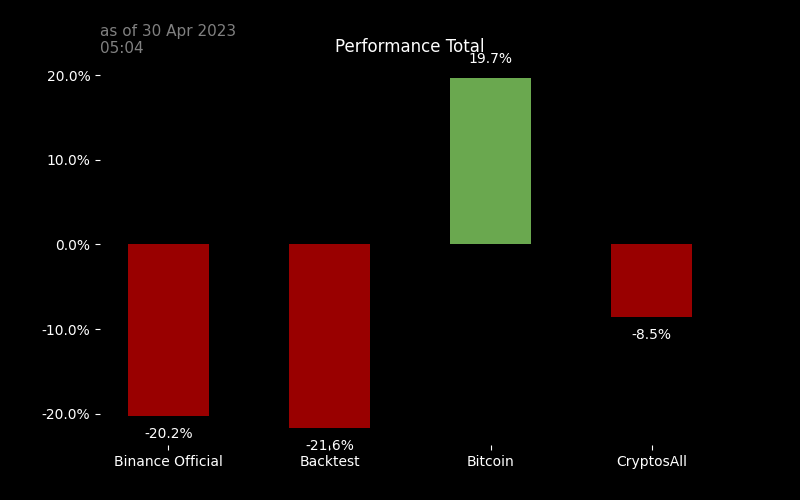 as of 30 Apr 2023
05:04
Performance Total
19.7%
20.0%
10.0%
0.0%
-10.0%
-8.5%
-20.0%
-20.2%
-21.6%
Binance Official
Backtest
Bitcoin
CryptosAll